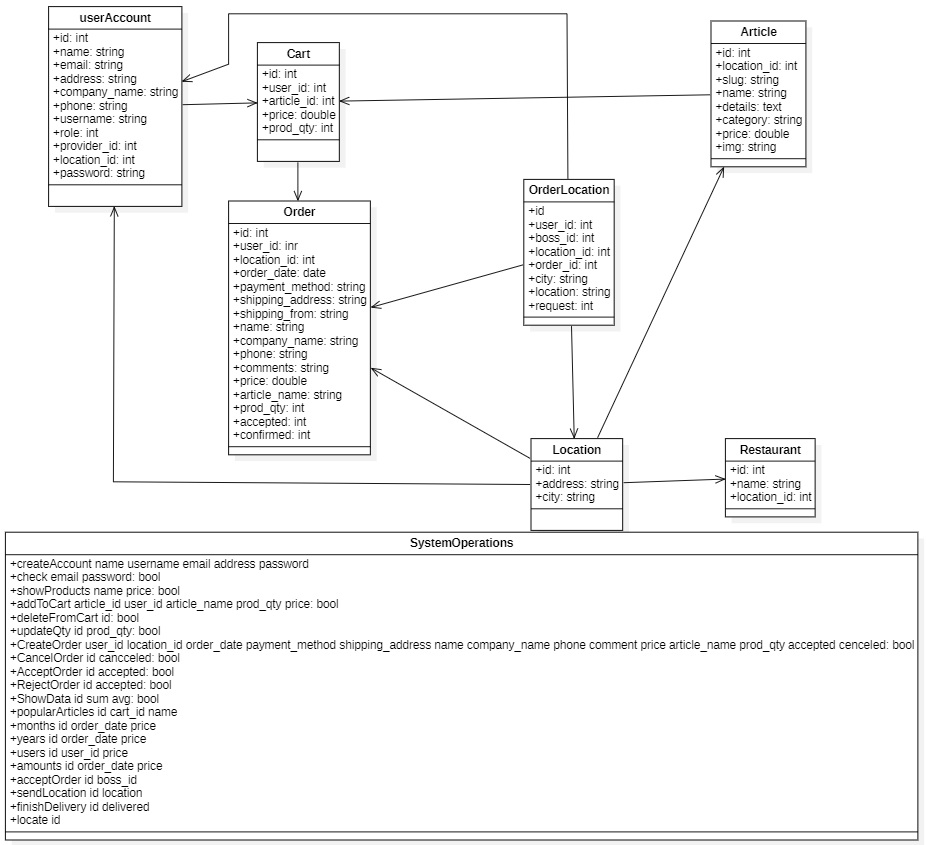 userAccount
+id: int
+name: string
+email: string
+address: string
+company_name: string
+phone: string
+username: string
+role: int
+provider_id: int
+location_id: int
+password: string
Cart
+id: int
+user_id: int
+article_id: int
+price: double
+prod_qty: int
Article
+id: int
+location_id: int
+slug: string
+name: string
+details: text
+category: string
+price: double
+img: string
Order
+id: int
+user_id: inr
+location_id: int
+order_date: date
+payment_method: string
+shipping_address: string
+shipping_from: string
+name: string
+company_name: string
+phone: string
+comments: string
+price: double
+article_name: string
+prod_qty: int
+accepted: int
+confirmed: int
OrderLocation
+id
+user_id: int
+boss_id: int
+location_id: int
+order_id: int
+city: string
+location: string
+request: int
Location
+id: int
+address: string
+city: string
Restaurant
+id: int
+name: string
+location_id: int
SystemOperations
+createAccount name username email address password
+check email password: bool
+showProducts name price: bool
+addToCart article_id user_id article_name prod_qty price: bool
+deleteFromCart id: bool
+updateQty id prod_qty: bool
+CreateOrder user_id location_id order_date payment_method shipping_address name company_name phone comment price article_name prod_qty accepted cenceled: bool
+CancelOrder id cancceled: bool
+AcceptOrder id accepted: bool
+RejectOrder id accepted: bool
+ShowData id sum avg: bool
+popularArticles id cart_id name
+months id order_date price
+years id order_date price
+users id user_id price
+amounts id order_date price
+acceptOrder id boss_id
+sendLocation id location
+finishDelivery id delivered
+locate id